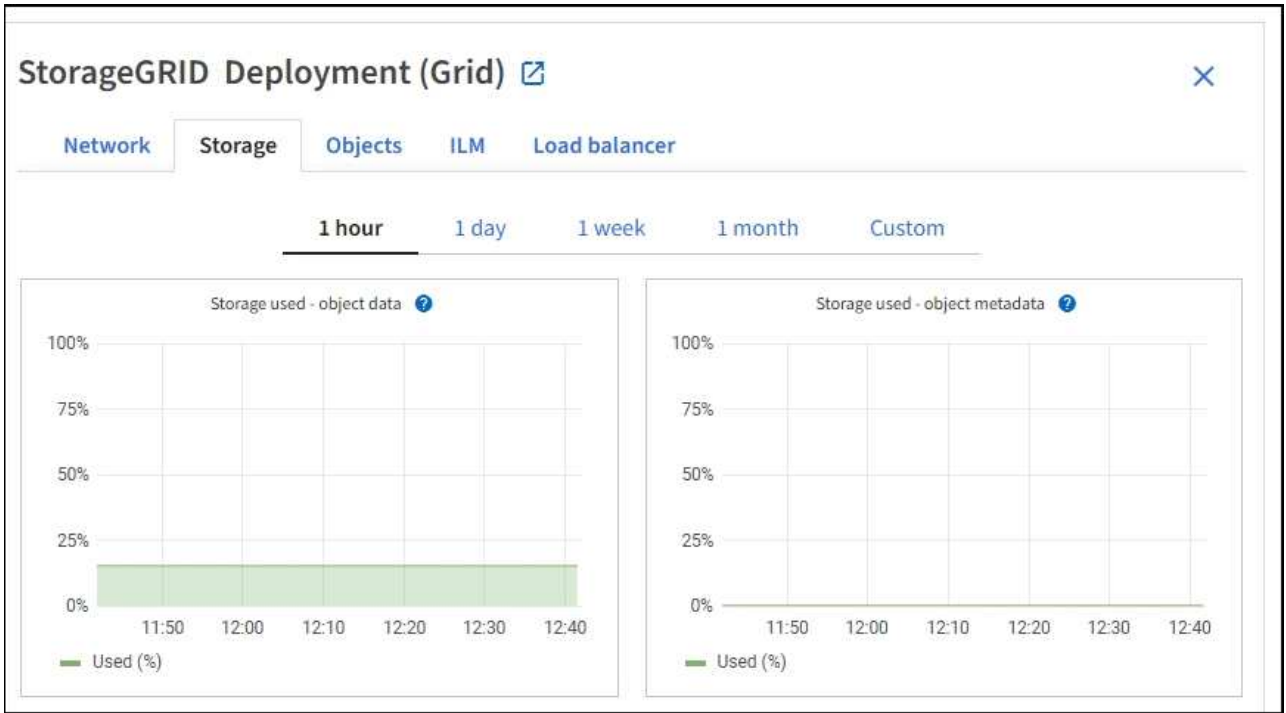 StorageGRID Deployment (Grid)
Network Storage Objects ILM Load balancer
1 hour 1 day 1 week 1 month Custom
Storage used - object data ?
100%
75%
50%
25%
0%
11:50 12:00 12:10 12:20 12:30 12:40
Used (%)
Storage used - object metadata ?
100%
75%
50%
25%
0%
11:50 12:00 12:10 12:20 12:30 12:40
Used (%)